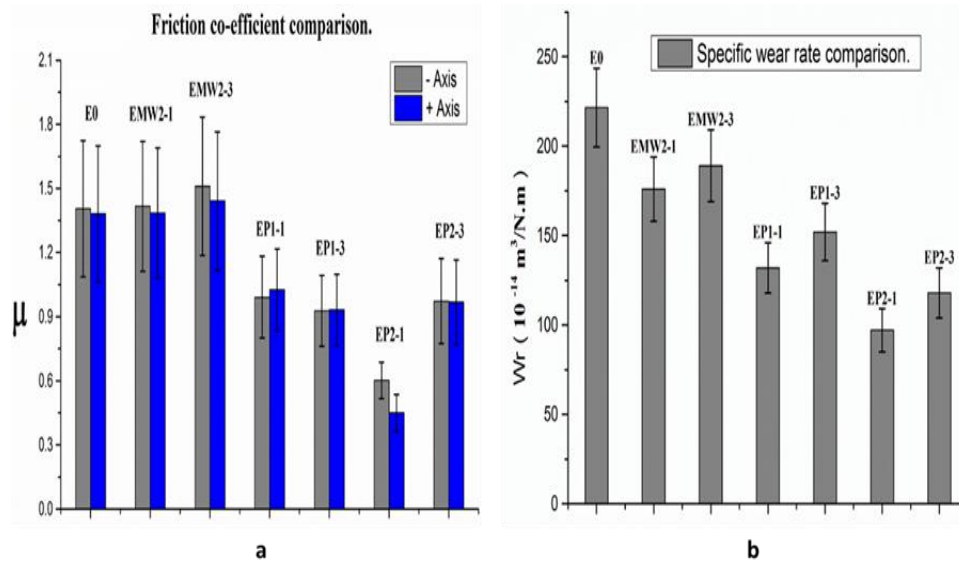 Friction co-efficient comparison.
2.1
1.8
1.5
1.2
0.9
0.6
0.3
0.0
μ
- Axis
+ Axis
E0
EMW2-1
EMW2-3
EP1-1
EP1-3
EP2-1
EP2-3
a
250
200
150
100
50
0
Wr ( 10 ⁻¹⁴ m³/N.m )
Specific wear rate comparison.
E0
EMW2-1
EMW2-3
EP1-1
EP1-3
EP2-1
EP2-3
b